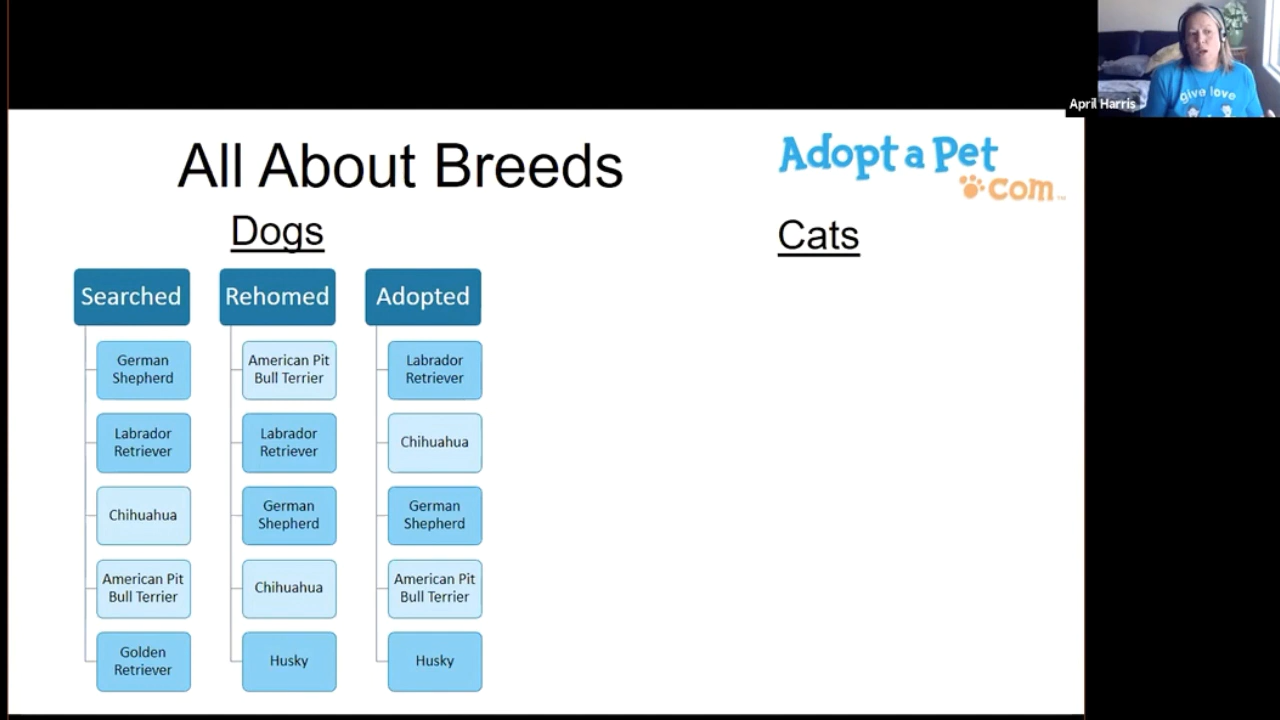 April Harris
give love
All About Breeds
Adopt a Pet
com
Dogs
Cats
Searched
German
Shepherd
Labrador
Retriever
Chihuahua
American Pit
Bull Terrier
Golden
Retriever
Rehomed
American Pit
Bull Terrier
Labrador
Retriever
German
Shepherd
Chihuahua
Husky
Adopted
Labrador
Retriever
Chihuahua
German
Shepherd
American Pit
Bull Terrier
Husky